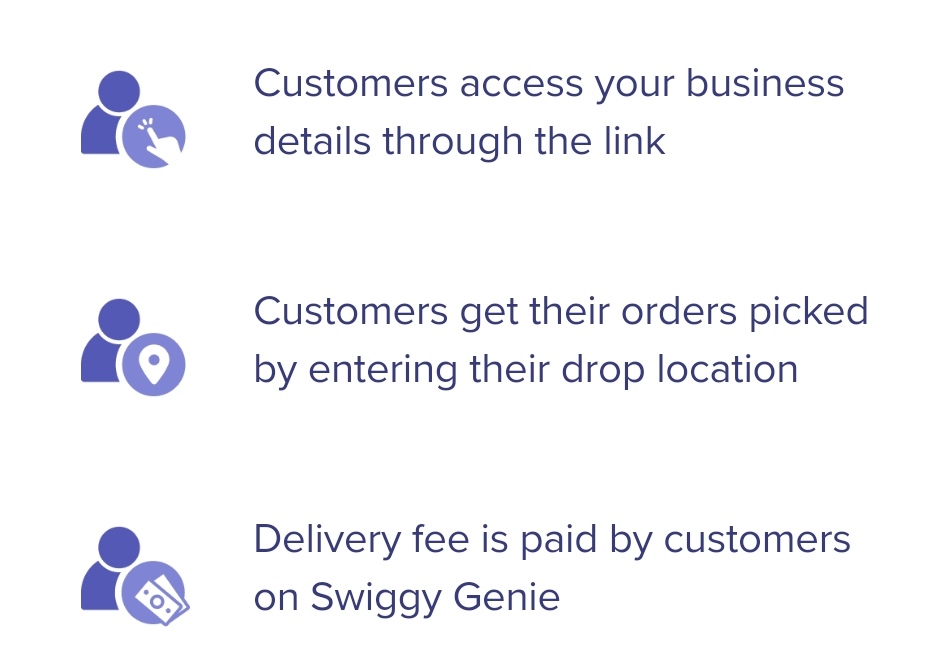 Customers access your business
details through the link
Customers get their orders picked
by entering their drop location
Delivery fee is paid by customers
on Swiggy Genie